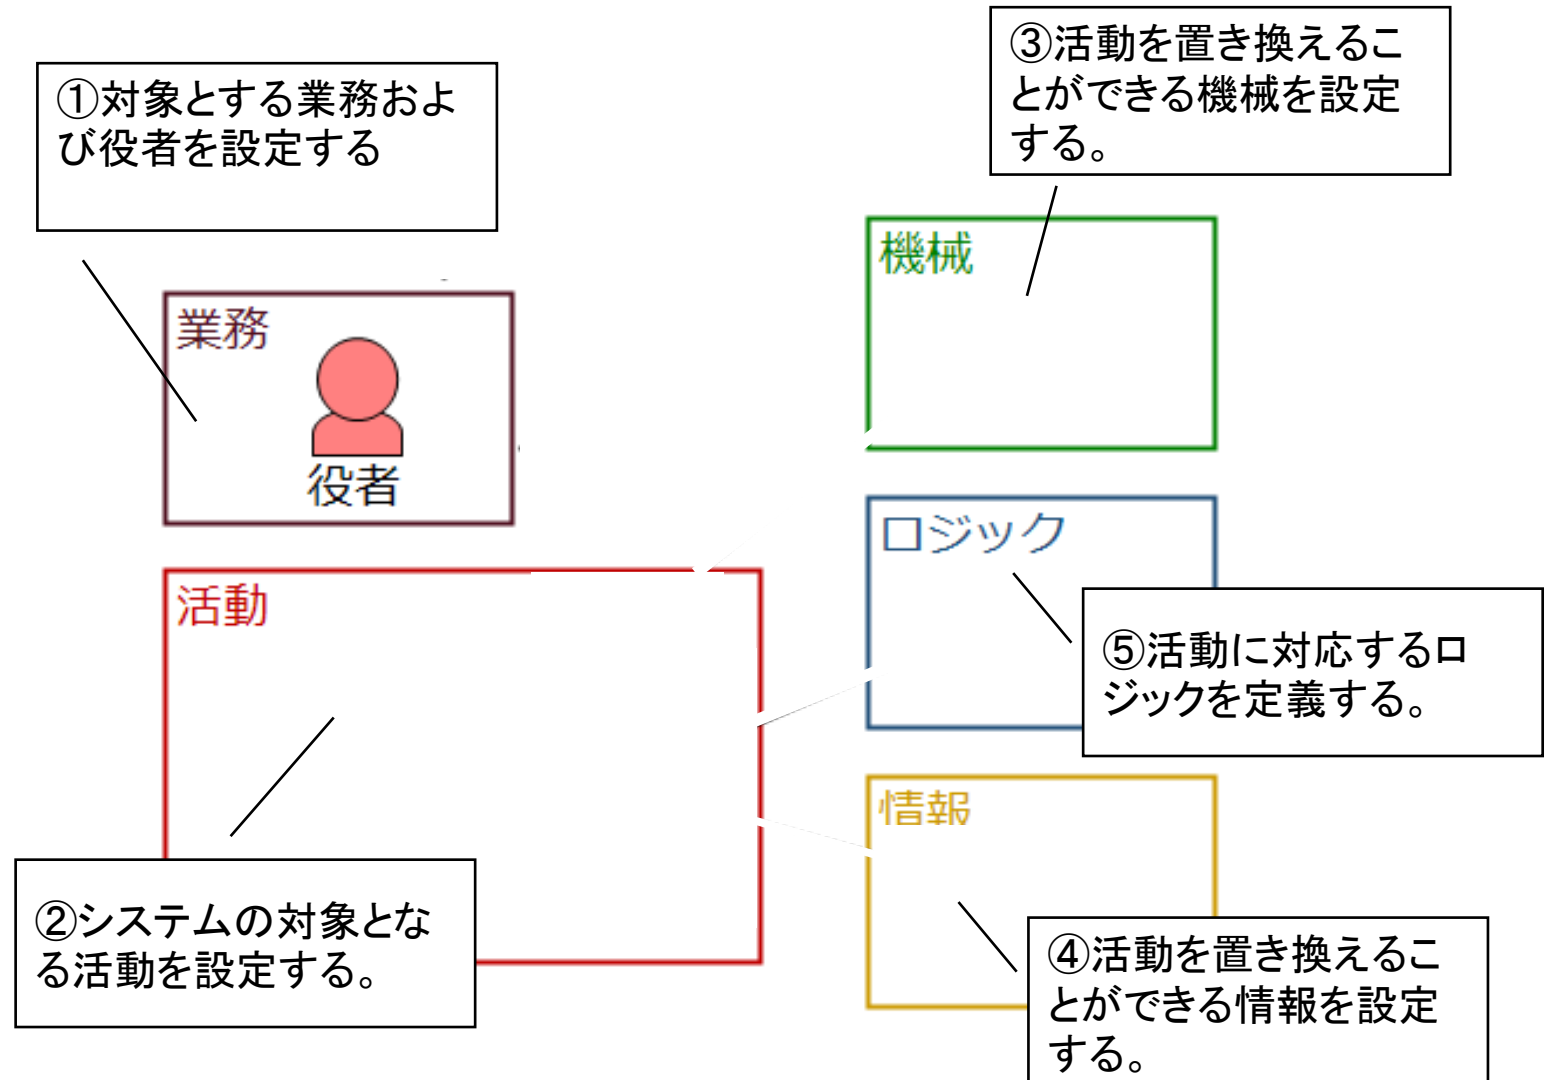 ③活動を置き換えるこ
とができる機械を設定
する。
①対象とする業務およ
び役者を設定する
機械
業務
役者
ロジック
活動
⑤活動に対応するロ
ジックを定義する。
情報
②システムの対象とな
る活動を設定する。
④活動を置き換えるこ
とができる情報を設定
する。